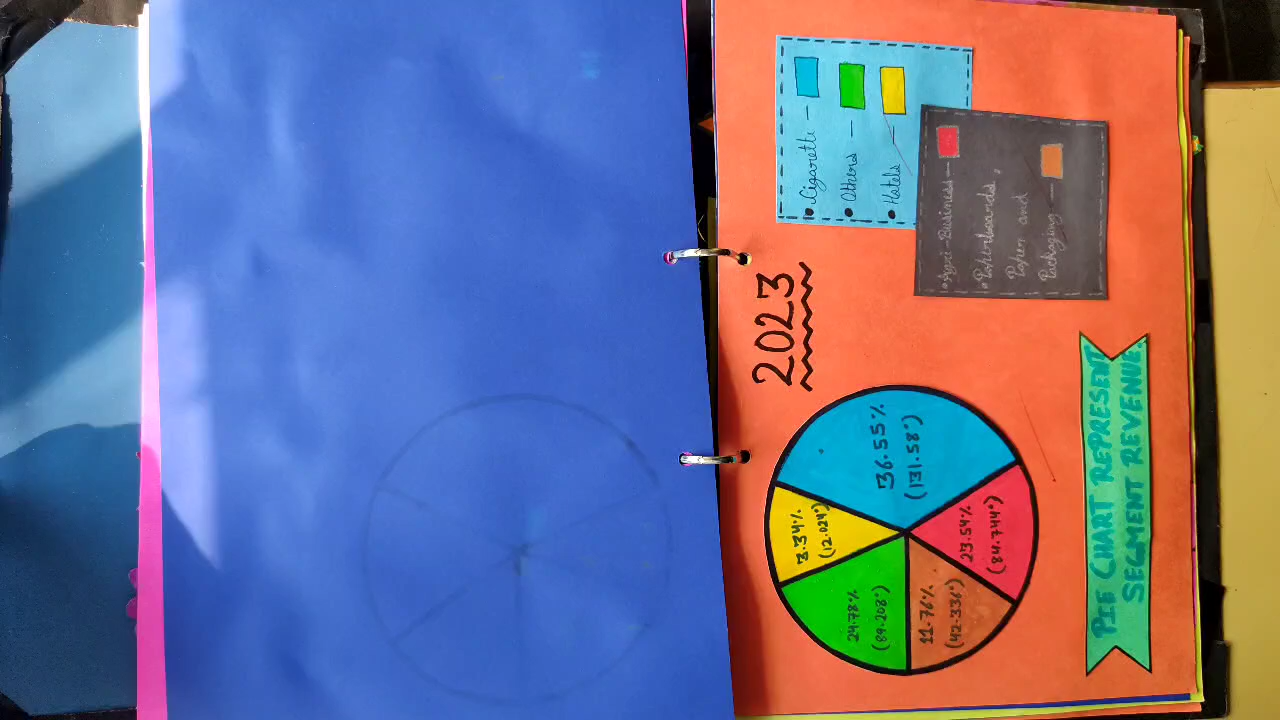 2023
• Cigarette —
• Others —
• Hotels —
• Agri-Business —
• Paperboards,
Paper and
Packaging —
36.55%
(131.58°)
3.34%
(12.024°)
23.54%
(84.744°)
24.78%
(89.208°)
11.76%
(42.336°)
PIE CHART REPRESENT
SEGMENT REVENUE.